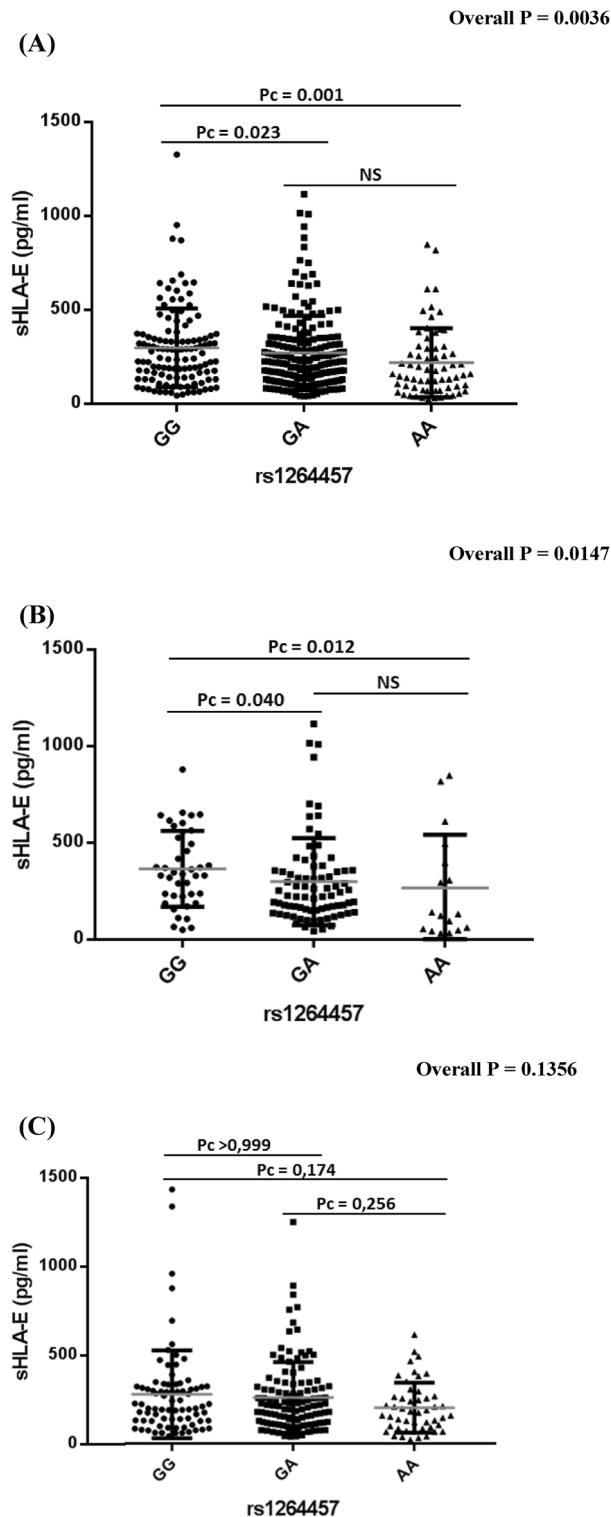 Overall P = 0.0036
(A)
Pc = 0.001
Pc = 0.023
NS
1500
1000
500
0
sHLA-E (pg/ml)
GG
GA
AA
rs1264457
Overall P = 0.0147
(B)
Pc = 0.012
NS
Pc = 0.040
1500
1000
500
0
sHLA-E (pg/ml)
GG
GA
AA
rs1264457
Overall P = 0.1356
(C)
Pc >0,999
Pc = 0,174
Pc = 0,256
1500
1000
500
0
sHLA-E (pg/ml)
GG
GA
AA
rs1264457